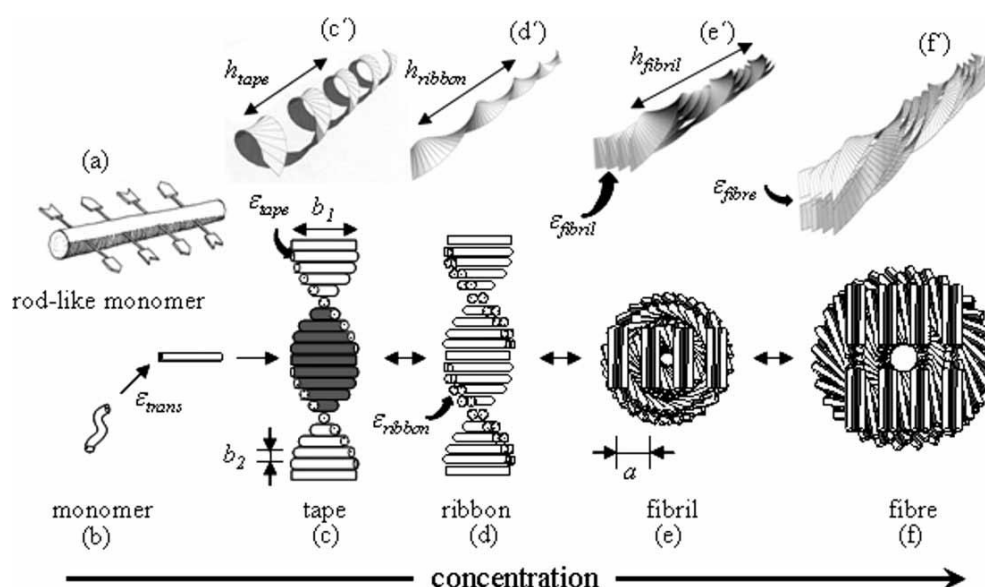 (c´)
(d´)
(e´)
(f´)
h_tape
h_ribbon
h_fibril
(a)
ε_fibre
ε_fibril
ε_tape
b_1
rod-like monomer
ε_trans
ε_ribbon
b_2
a
monomer
tape
ribbon
fibril
fibre
(b)
(c)
(d)
(e)
(f)
concentration